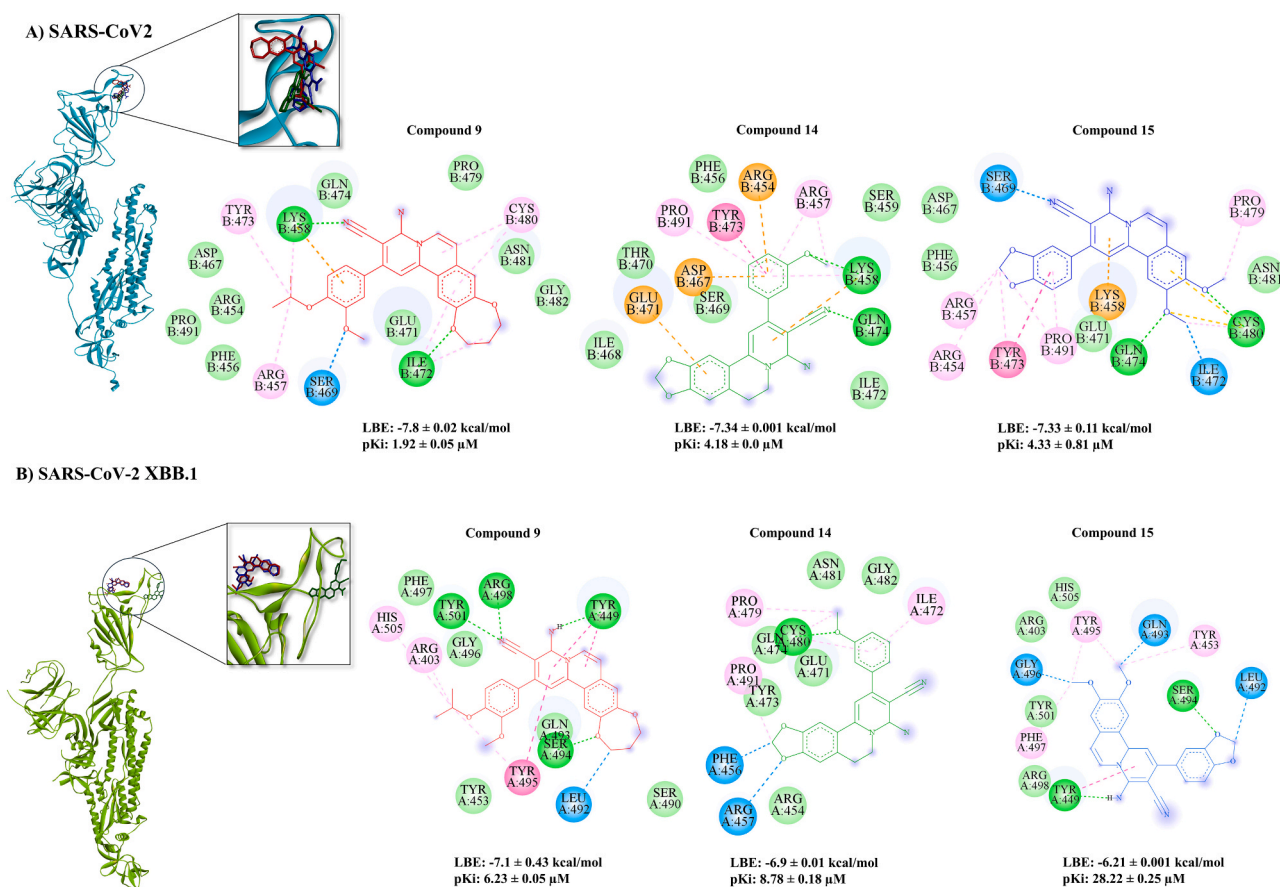 A) SARS-CoV2
Compound 9
GLN
B:474
PRO
B:479
TYR
B:473
LYS
B:458
N
N
N
CYS
B:480
ASP
B:467
ASN
B:481
ARG
B:454
GLY
B:482
PRO
B:491
GLU
B:471
PHE
B:456
O
O
O
O
ILE
B:472
ARG
B:457
SER
B:469
LBE: -7.8 ± 0.02 kcal/mol
pKi: 1.92 ± 0.05 µM
Compound 14
PHE
B:456
ARG
B:454
ARG
B:457
SER
B:459
PRO
B:491
TYR
B:473
THR
B:470
ASP
B:467
O
LYS
B:458
GLU
B:471
SER
B:469
GLN
B:474
ILE
B:468
N
N
N
O
O
ILE
B:472
LBE: -7.34 ± 0.001 kcal/mol
pKi: 4.18 ± 0.0 µM
Compound 15
SER
B:469
N
N
N
PRO
B:479
ASP
B:467
PHE
B:456
O
O
ASN
B:481
ARG
B:457
LYS
B:458
O
O
GLU
B:471
CYS
B:480
ARG
B:454
TYR
B:473
PRO
B:491
GLN
B:474
ILE
B:472
LBE: -7.33 ± 0.11 kcal/mol
pKi: 4.33 ± 0.81 µM
B) SARS-CoV-2 XBB.1
Compound 9
PHE
A:497
TYR
A:501
ARG
A:498
TYR
A:449
HIS
A:505
H
N
N
N
ARG
A:403
GLY
A:496
O
O
O
O
GLN
A:493
SER
A:494
TYR
A:453
TYR
A:495
LEU
A:492
SER
A:490
LBE: -7.1 ± 0.43 kcal/mol
pKi: 6.23 ± 0.05 µM
Compound 14
ASN
A:481
GLY
A:482
PRO
A:479
ILE
A:472
GLN
A:474
CYS
A:480
O
GLU
A:471
PRO
A:491
TYR
A:473
N
N
N
O
O
PHE
A:456
ARG
A:457
ARG
A:454
LBE: -6.9 ± 0.01 kcal/mol
pKi: 8.78 ± 0.18 µM
Compound 15
HIS
A:505
ARG
A:403
TYR
A:495
GLN
A:493
TYR
A:453
GLY
A:496
O
O
LEU
A:492
TYR
A:501
SER
A:494
PHE
A:497
O
O
ARG
A:498
TYR
A:449
H
N
N
N
LBE: -6.21 ± 0.001 kcal/mol
pKi: 28.22 ± 0.25 µM